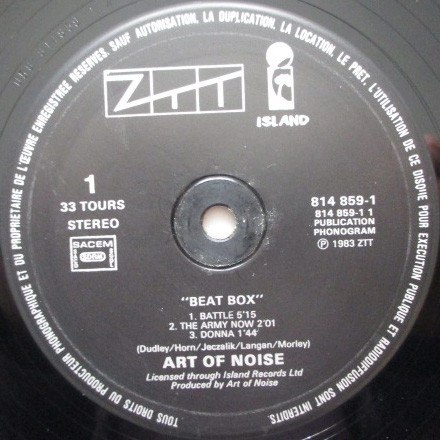 TOUS DROITS DU PRODUCTEUR PHONOGRAPHIQUE ET DU PROPRIETAIRE DE L'ŒUVRE ENREGISTREE RESERVES. SAUF AUTORISATION, LA DUPLICATION, LA LOCATION, LE PRET, L'UTILISATION DE CE DISQUE POUR EXECUTION PUBLIQUE ET RADIODIFFUSION SONT INTERDITS.
ZTT
ISLAND
1
33 TOURS
STEREO
SACEM
SDRM
814 859-1
814 859-1 1
PUBLICATION
PHONOGRAM
℗ 1983 ZTT
"BEAT BOX"
1. BATTLE 5'15
2. THE ARMY NOW 2'01
3. DONNA 1'44
(Dudley/Horn/Jeczalik/Langan/Morley)
ART OF NOISE
Licensed through Island Records Ltd
Produced by Art of Noise